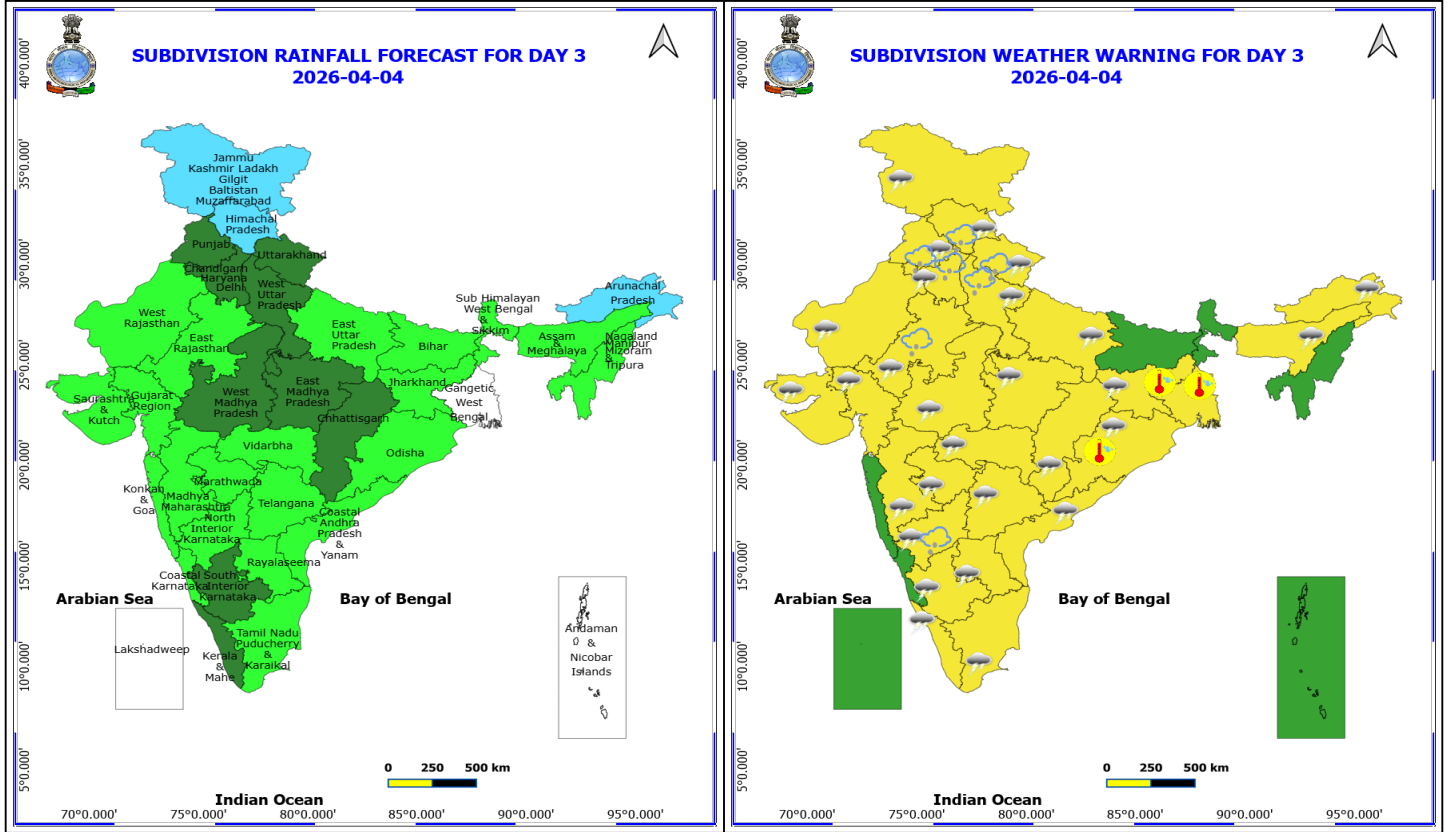 SUBDIVISION RAINFALL FORECAST FOR DAY 3
2026-04-04
40°0.000'
35°0.000'
30°0.000'
25°0.000'
20°0.000'
15°0.000'
10°0.000'
5°0.000'
Jammu
Kashmir Ladakh
Gilgit
Baltistan
Muzaffarabad
Himachal
Pradesh
Punjab
Uttarakhand
Chandigarh
Haryana
Delhi
West
Uttar
Pradesh
Arunachal
Pradesh
West
Rajasthan
East
Rajasthan
East
Uttar
Pradesh
Sub Himalayan
West Bengal
&
Sikkim
Bihar
Assam
&
Meghalaya
Nagaland
Manipur
Mizoram
&
Tripura
Saurashtra
&
Kutch
Gujarat
Region
West
Madhya
Pradesh
East
Madhya
Pradesh
Jharkhand
Gangetic
West
Bengal
Chhattisgarh
Vidarbha
Odisha
Konkan
&
Goa
Madhya
Maharashtra
Marathwada
Telangana
North
Interior
Karnataka
Coastal
Andhra
Pradesh
&
Yanam
Rayalaseema
Coastal
Karnataka
South
Interior
Karnataka
Tamil Nadu
Puducherry
&
Karaikal
Kerala
&
Mahe
Arabian Sea
Bay of Bengal
Lakshadweep
Andaman
&
Nicobar
Islands
0 250 500 km
Indian Ocean
70°0.000' 75°0.000' 80°0.000' 85°0.000' 90°0.000' 95°0.000'
SUBDIVISION WEATHER WARNING FOR DAY 3
2026-04-04
40°0.000'
35°0.000'
30°0.000'
25°0.000'
20°0.000'
15°0.000'
10°0.000'
5°0.000'
Arabian Sea
Bay of Bengal
0 250 500 km
Indian Ocean
70°0.000' 75°0.000' 80°0.000' 85°0.000' 90°0.000' 95°0.000'